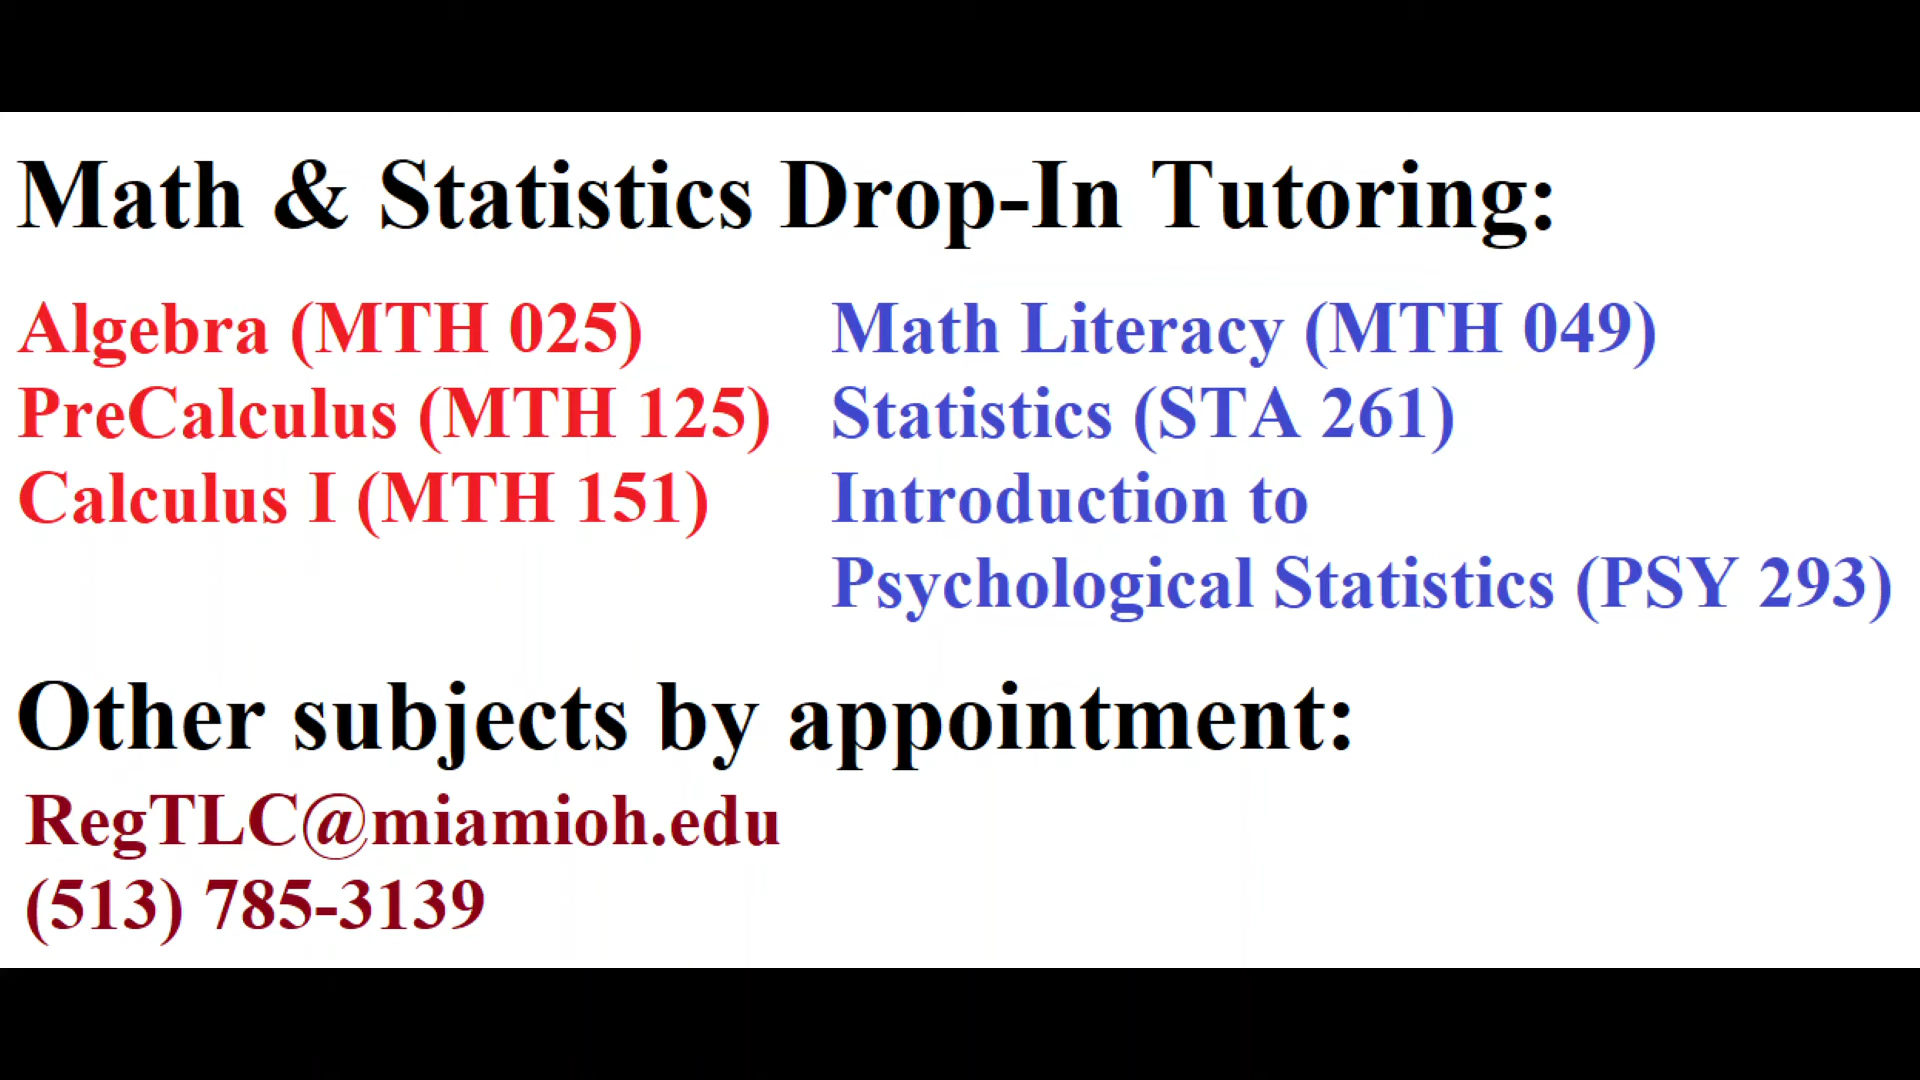 Math & Statistics Drop-In Tutoring:
Algebra (MTH 025)
PreCalculus (MTH 125)
Calculus I (MTH 151)
Math Literacy (MTH 049)
Statistics (STA 261)
Introduction to
Psychological Statistics (PSY 293)
Other subjects by appointment:
RegTLC@miamioh.edu
(513) 785-3139